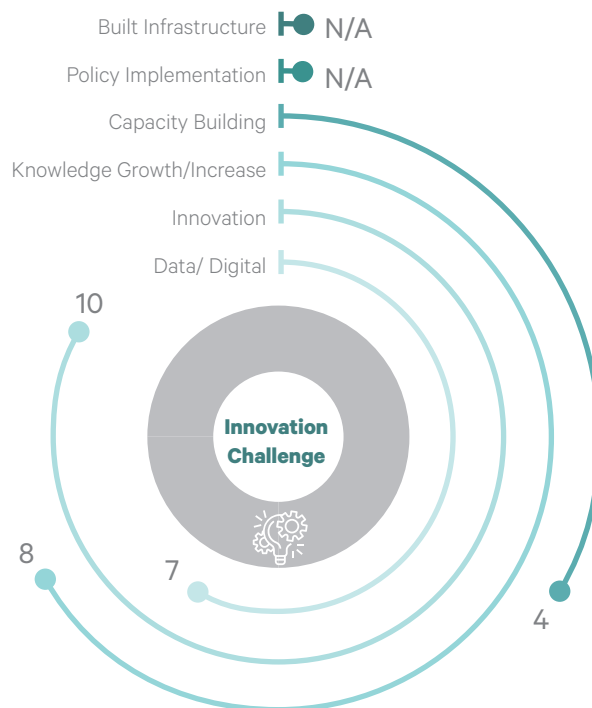 Built Infrastructure N/A
Policy Implementation N/A
Capacity Building
Knowledge Growth/Increase
Innovation
Data/ Digital
10
Innovation
Challenge
8
7
4